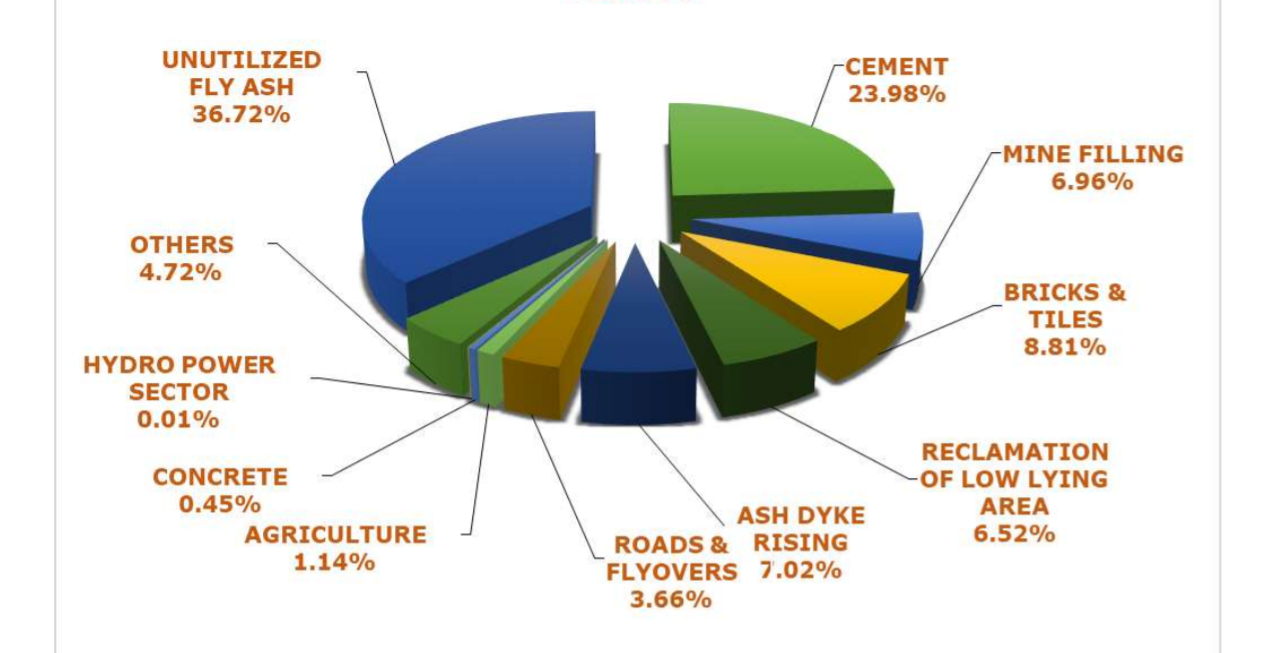 UNUTILIZED
FLY ASH
36.72%
CEMENT
23.98%
MINE FILLING
6.96%
BRICKS &
TILES
8.81%
RECLAMATION
OF LOW LYING
AREA
6.52%
ASH DYKE
RISING
7.02%
ROADS &
FLYOVERS
3.66%
AGRICULTURE
1.14%
CONCRETE
0.45%
HYDRO POWER
SECTOR
0.01%
OTHERS
4.72%